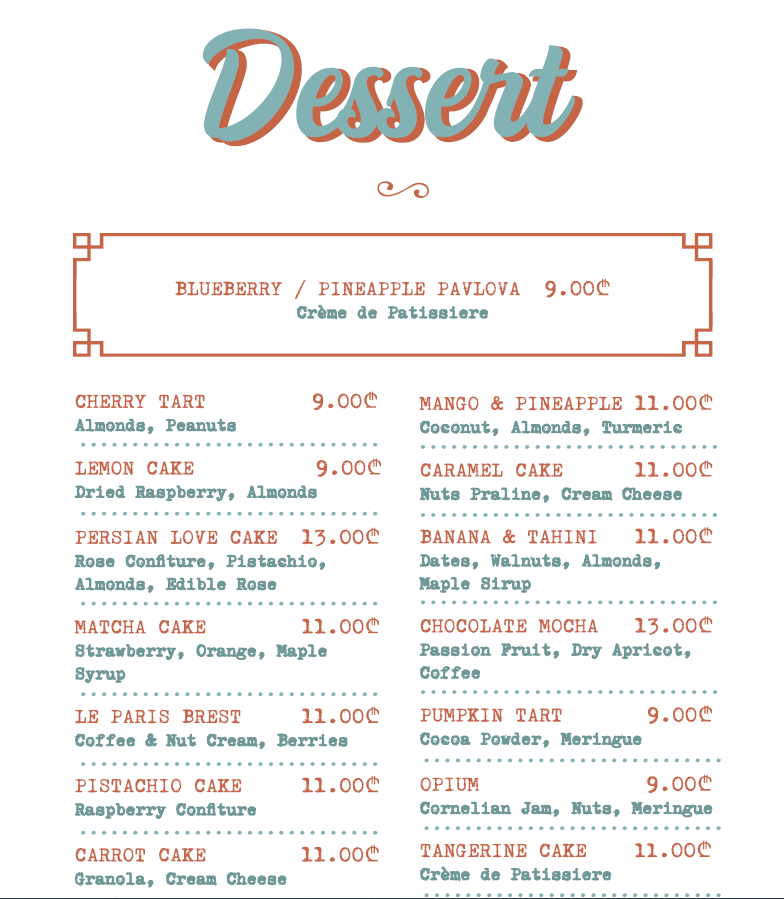 Dessert
BLUEBERRY / PINEAPPLE PAVLOVA 9.00₾
Crème de Patissiere
CHERRY TART 9.00₾
Almonds, Peanuts
LEMON CAKE 9.00₾
Dried Raspberry, Almonds
PERSIAN LOVE CAKE 13.00₾
Rose Confiture, Pistachio,
Almonds, Edible Rose
MATCHA CAKE 11.00₾
Strawberry, Orange, Maple
Syrup
LE PARIS BREST 11.00₾
Coffee & Nut Cream, Berries
PISTACHIO CAKE 11.00₾
Raspberry Confiture
CARROT CAKE 11.00₾
Granola, Cream Cheese
MANGO & PINEAPPLE 11.00₾
Coconut, Almonds, Turmeric
CARAMEL CAKE 11.00₾
Nuts Praline, Cream Cheese
BANANA & TAHINI 11.00₾
Dates, Walnuts, Almonds,
Maple Sirup
CHOCOLATE MOCHA 13.00₾
Passion Fruit, Dry Apricot,
Coffee
PUMPKIN TART 9.00₾
Cocoa Powder, Meringue
OPIUM 9.00₾
Cornelian Jam, Nuts, Meringue
TANGERINE CAKE 11.00₾
Crème de Patissiere